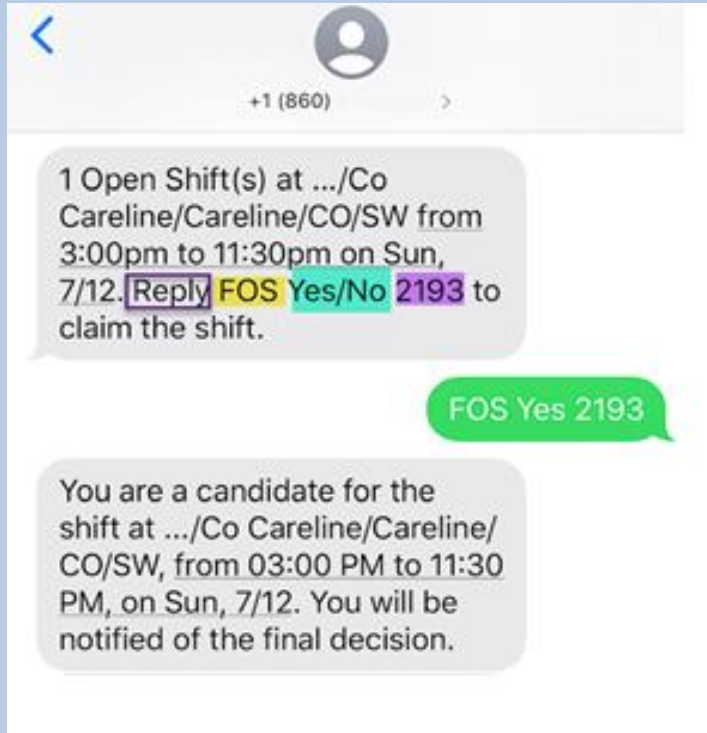 +1 (860)
1 Open Shift(s) at .../Co
Careline/Careline/CO/SW from
3:00pm to 11:30pm on Sun,
7/12. Reply FOS Yes/No 2193 to
claim the shift.
FOS Yes 2193
You are a candidate for the
shift at .../Co Careline/Careline/
CO/SW, from 03:00 PM to 11:30
PM, on Sun, 7/12. You will be
notified of the final decision.